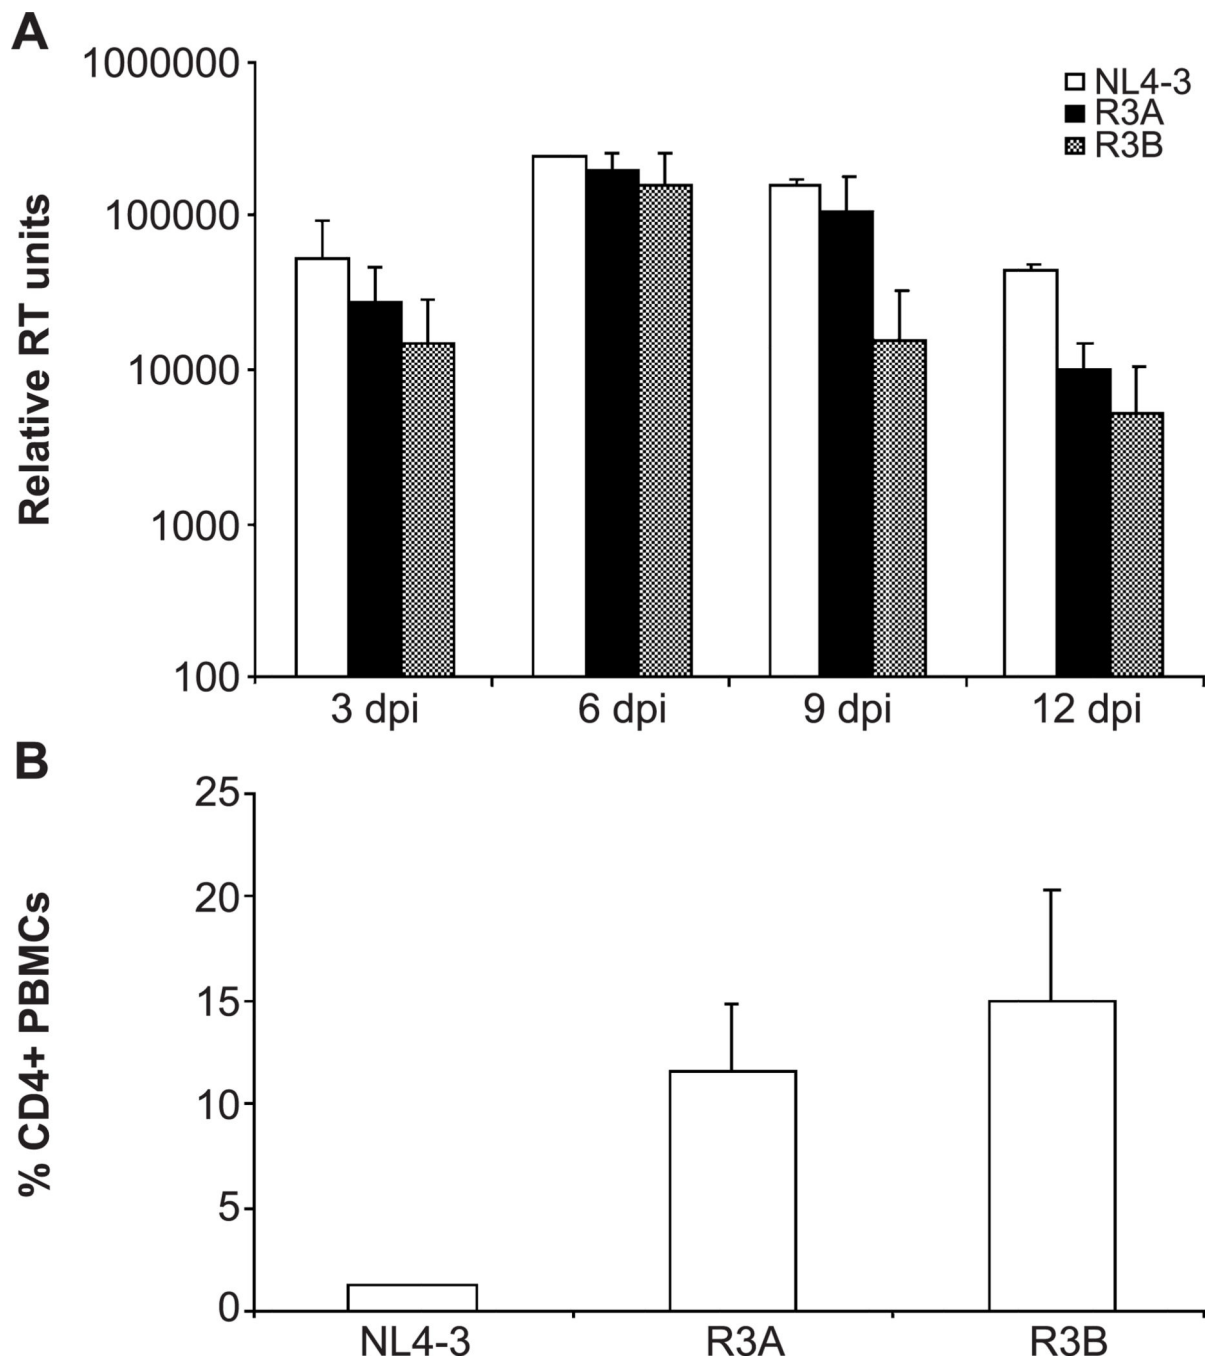 A
Relative RT units
1000000
100000
10000
1000
100
NL4-3
R3A
R3B
3 dpi
6 dpi
9 dpi
12 dpi
B
% CD4+ PBMCs
25
20
15
10
5
0
NL4-3
R3A
R3B